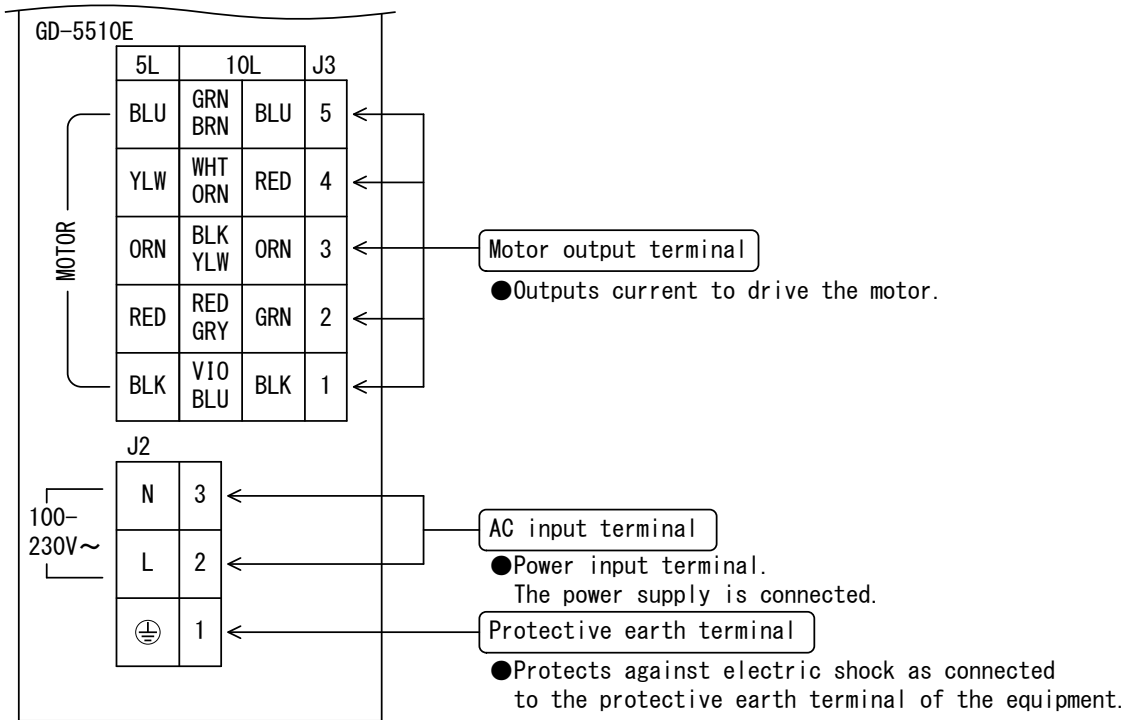 GD-5510E
5L 10L J3
BLU GRN BRN BLU 5
YLW WHT ORN RED 4
MOTOR
ORN BLK YLW ORN 3
Motor output terminal
●Outputs current to drive the motor.
RED RED GRY GRN 2
BLK VIO BLU BLK 1
J2
N 3
100-
230V～
AC input terminal
L 2
●Power input terminal.
The power supply is connected.
1
Protective earth terminal
●Protects against electric shock as connected
to the protective earth terminal of the equipment.